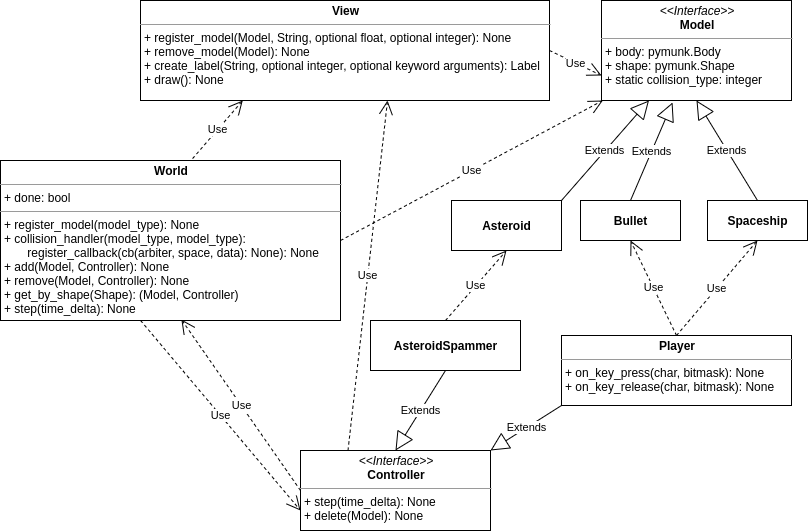 View
+ register_model(Model, String, optional float, optional integer): None
+ remove_model(Model): None
+ create_label(String, optional integer, optional keyword arguments): Label
+ draw(): None
<<Interface>>
Model
+ body: pymunk.Body
+ shape: pymunk.Shape
+ static collision_type: integer
Use
Use
Use
Extends
Extends
Extends
World
+ done: bool
+ register_model(model_type): None
+ collision_handler(model_type, model_type):
register_callback(cb(arbiter, space, data): None): None
+ add(Model, Controller): None
+ remove(Model, Controller): None
+ get_by_shape(Shape): (Model, Controller)
+ step(time_delta): None
Asteroid
Bullet
Spaceship
Use
Use
Use
Use
AsteroidSpammer
Player
+ on_key_press(char, bitmask): None
+ on_key_release(char, bitmask): None
Use
Use
Extends
Extends
<<Interface>>
Controller
+ step(time_delta): None
+ delete(Model): None